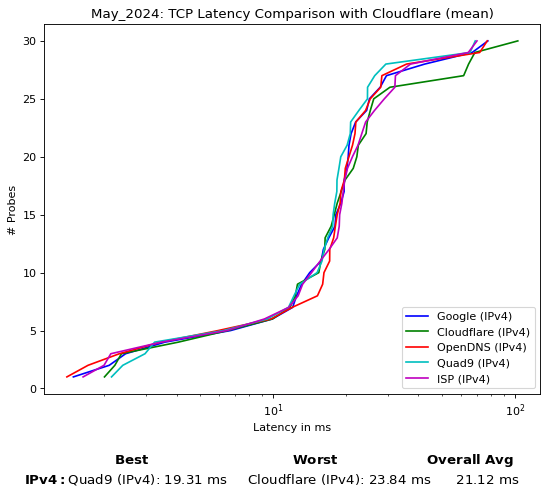 May_2024: TCP Latency Comparison with Cloudflare (mean)
30
25
20
15
10
5
0
# Probes
Google (IPv4)
Cloudflare (IPv4)
OpenDNS (IPv4)
Quad9 (IPv4)
ISP (IPv4)
10¹ 10²
Latency in ms
Best Worst Overall Avg
IPv4: Quad9 (IPv4): 19.31 ms Cloudflare (IPv4): 23.84 ms 21.12 ms